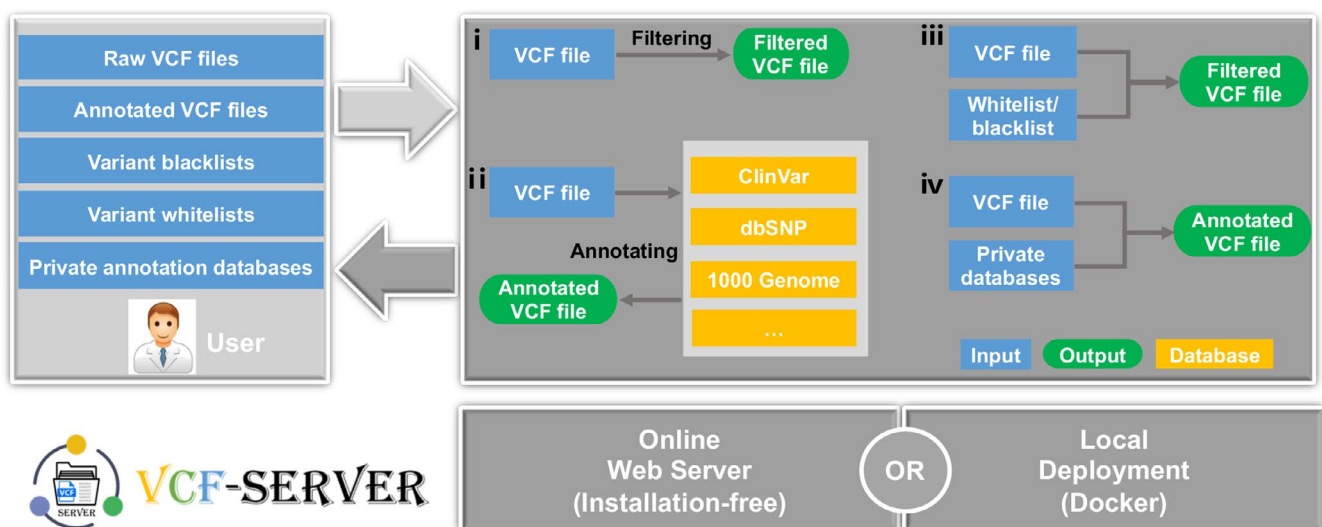 Raw VCF files
Annotated VCF files
Variant blacklists
Variant whitelists
Private annotation databases
User
i
VCF file
Filtering
Filtered
VCF file
ii
VCF file
Annotating
Annotated
VCF file
ClinVar
dbSNP
1000 Genome
...
iii
VCF file
Whitelist/
blacklist
Filtered
VCF file
iv
VCF file
Private
databases
Annotated
VCF file
Input
Output
Database
VCF
SERVER
VCF-SERVER
Online
Web Server
(Installation-free)
OR
Local
Deployment
(Docker)